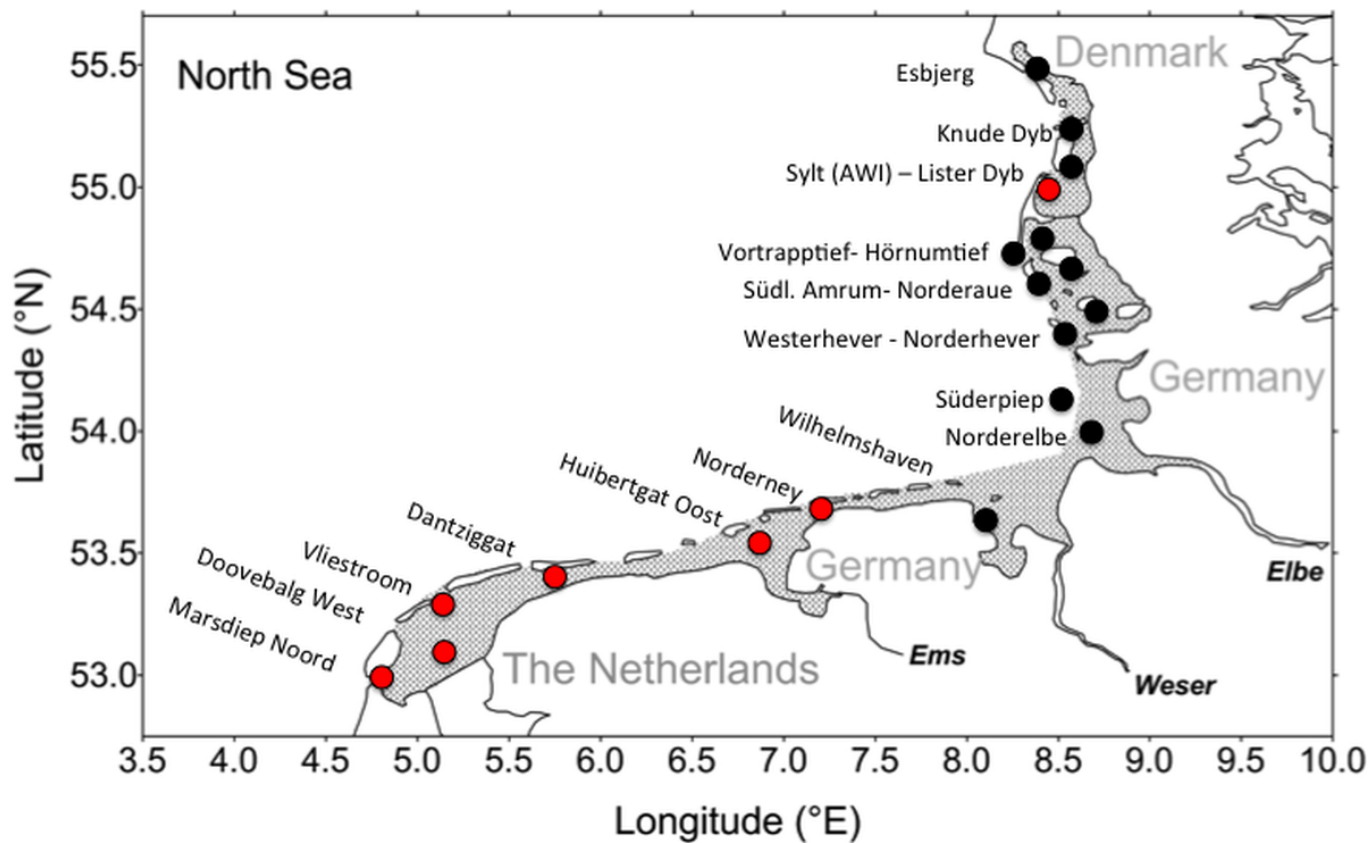 North Sea
Denmark
Esbjerg
Knude Dyb
Sylt (AWI) – Lister Dyb
Vortrapptief- Hörnumtief
Südl. Amrum- Norderaue
Westerhever - Norderhever
Germany
Süderpiep
Norderelbe
Wilhelmshaven
Norderney
Huibertgat Oost
Dantziggat
Vliestroom
Doovebalg West
Marsdiep Noord
Germany
Elbe
The Netherlands
Ems
Weser
Latitude (°N)
55.5
55.0
54.5
54.0
53.5
53.0
3.5 4.0 4.5 5.0 5.5 6.0 6.5 7.0 7.5 8.0 8.5 9.0 9.5 10.0
Longitude (°E)